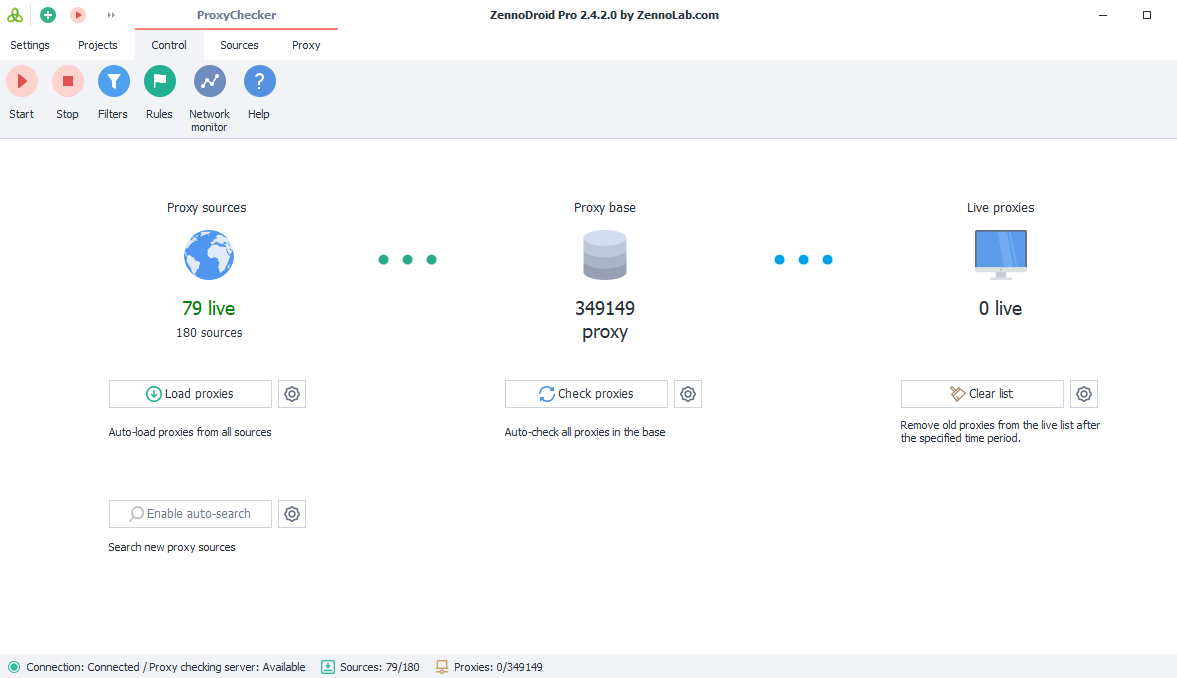 ProxyChecker
ZennoDroid Pro 2.4.2.0 by ZennoLab.com
Settings
Projects
Control
Sources
Proxy
Start
Stop
Filters
Rules
Network
monitor
Help
Proxy sources
Proxy base
Live proxies
79 live
180 sources
349149
proxy
0 live
Load proxies
Check proxies
Clear list
Auto-load proxies from all sources
Auto-check all proxies in the base
Remove old proxies from the live list after
the specified time period.
Enable auto-search
Search new proxy sources
Connection: Connected / Proxy checking server: Available
Sources: 79/180
Proxies: 0/349149